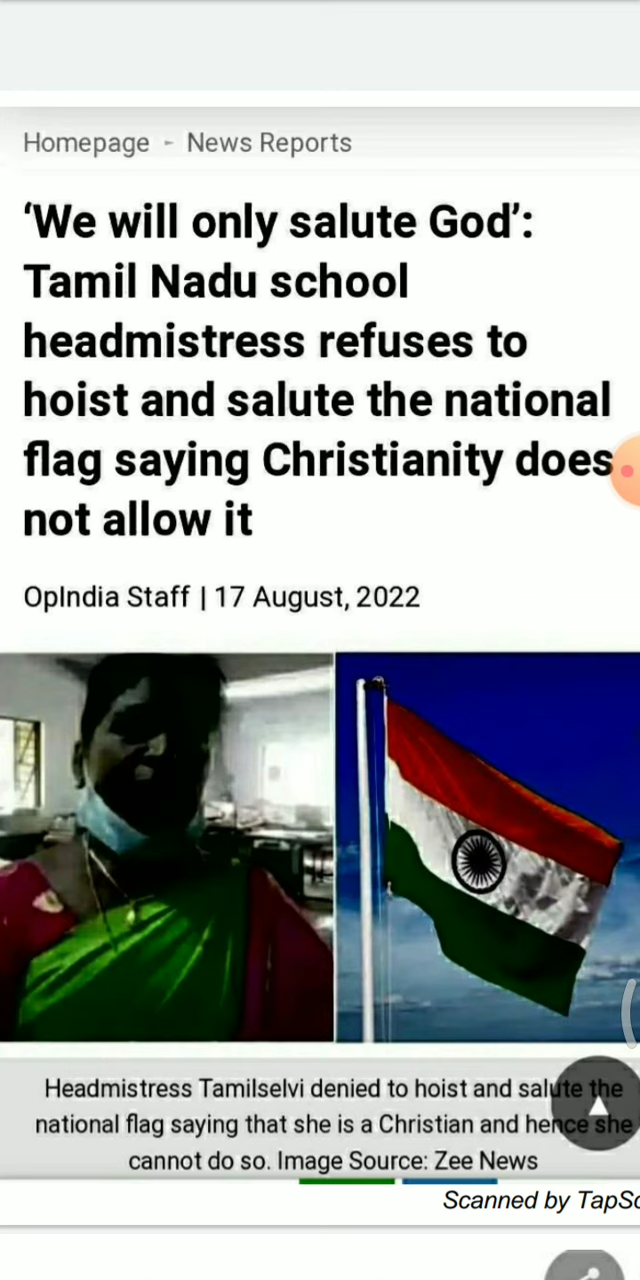 Homepage - News Reports
‘We will only salute God’:
Tamil Nadu school
headmistress refuses to
hoist and salute the national
flag saying Christianity does
not allow it
OpIndia Staff | 17 August, 2022
Headmistress Tamilselvi denied to hoist and salute the
national flag saying that she is a Christian and hence she
cannot do so. Image Source: Zee News
Scanned by TapSc